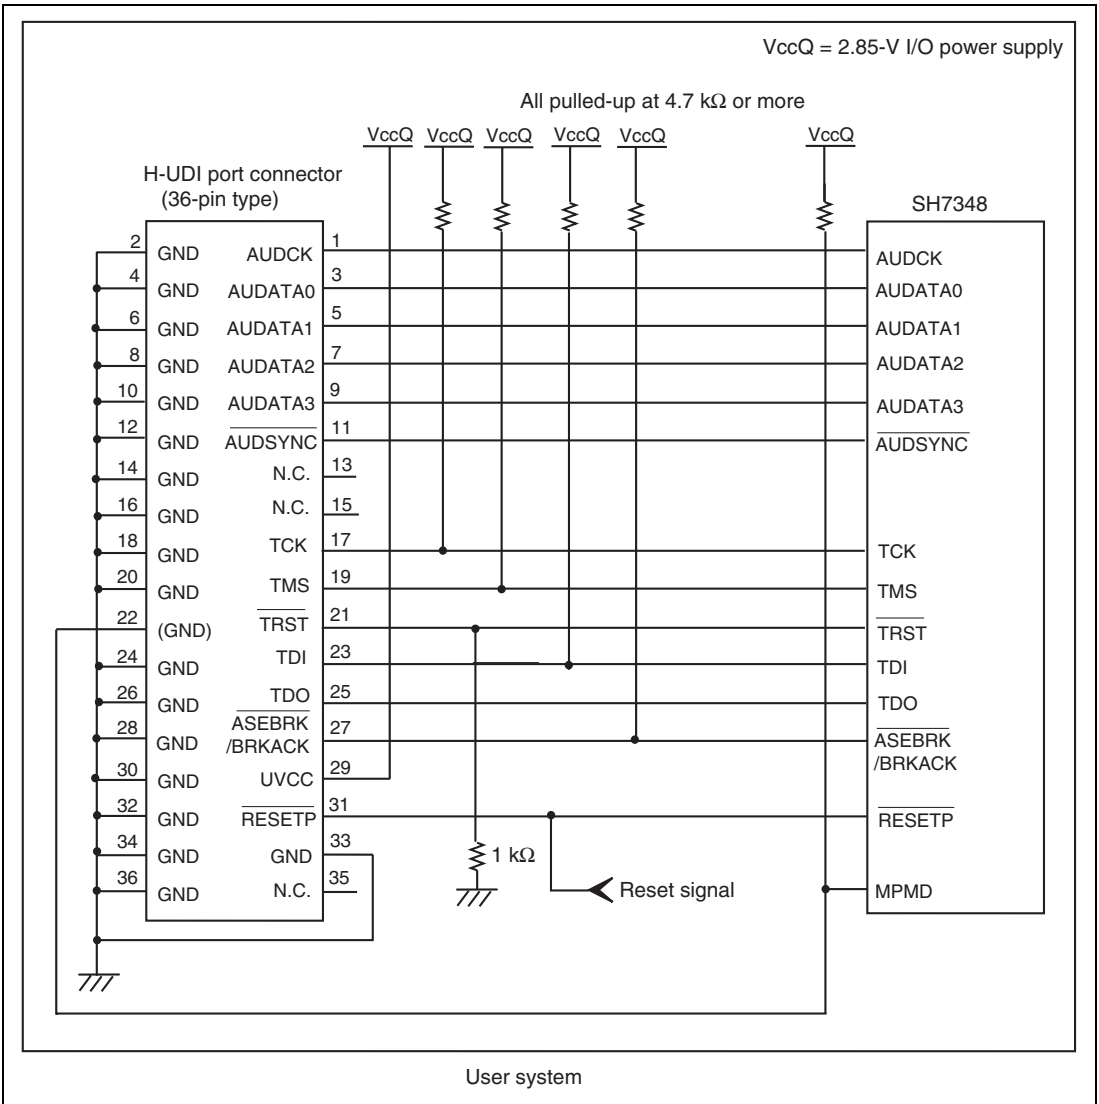 VccQ = 2.85-V I/O power supply
All pulled-up at 4.7 kΩ or more
VccQ VccQ VccQ VccQ VccQ VccQ
H-UDI port connector
(36-pin type)
SH7348
2 GND AUDCK 1 AUDCK
4 GND AUDATA0 3 AUDATA0
6 GND AUDATA1 5 AUDATA1
8 GND AUDATA2 7 AUDATA2
10 GND AUDATA3 9 AUDATA3
12 GND AUDSYNC 11 AUDSYNC
14 GND N.C. 13
16 GND N.C. 15
18 GND TCK 17 TCK
20 GND TMS 19 TMS
22 (GND) TRST 21 TRST
24 GND TDI 23 TDI
26 GND TDO 25 TDO
28 GND ASEBRK 27 ASEBRK
/BRKACK /BRKACK
30 GND UVCC 29
32 GND RESETP 31 RESETP
34 GND GND 33
1 kΩ
36 GND N.C. 35
Reset signal
MPMD
User system